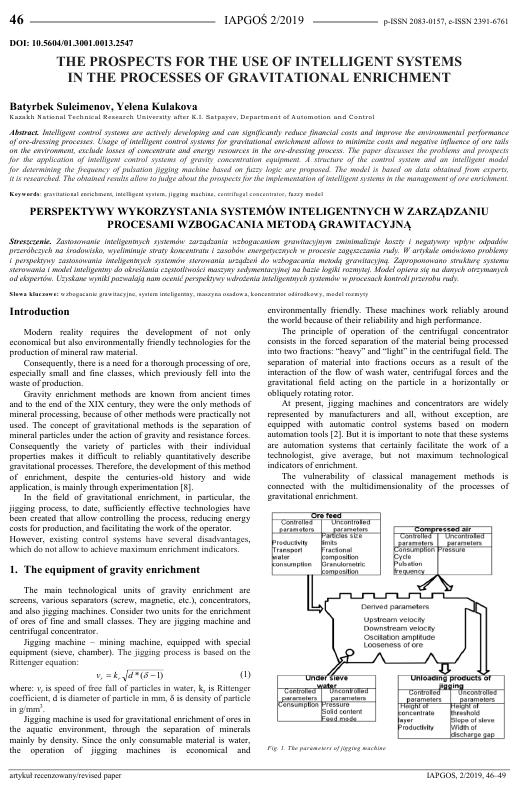 46 IAPGOŚ 2/2019 p-ISSN 2083-0157, e-ISSN 2391-6761
DOI: 10.5604/01.3001.0013.2547
THE PROSPECTS FOR THE USE OF INTELLIGENT SYSTEMS
IN THE PROCESSES OF GRAVITATIONAL ENRICHMENT
Batyrbek Suleimenov, Yelena Kulakova
Kazakh National Technical Research University after K.I. Satpayev, Department of Automation and Control
Abstract. Intelligent control systems are actively developing and can significantly reduce financial costs and improve the environmental performance
of ore-dressing processes. Usage of intelligent control systems for gravitational enrichment allows to minimize costs and negative influence of ore tails
on the environment, exclude losses of concentrate and energy resources in the ore-dressing process. The paper discusses the problems and prospects
for the application of intelligent control systems of gravity concentration equipment. A structure of the control system and an intelligent model
for determining the frequency of pulsation jigging machine based on fuzzy logic are proposed. The model is based on data obtained from experts,
it is researched. The obtained results allow to judge about the prospects for the implementation of intelligent systems in the management of ore enrichment.
Keywords: gravitational enrichment, intelligent system, jigging machine, centrifugal concentrator, fuzzy model
PERSPEKTYWY WYKORZYSTANIA SYSTEMÓW INTELIGENTNYCH W ZARZĄDZANIU
PROCESAMI WZBOGACANIA METODĄ GRAWITACYJNĄ
Streszczenie. Zastosowanie inteligentnych systemów zarządzania wzbogacaniem grawitacyjnym zminimalizuje koszty i negatywny wpływ odpadów
przeróbczych na środowisko, wyeliminuje straty koncentratu i zasobów energetycznych w procesie zagęszczania rudy. W artykule omówiono problemy
i perspektywy zastosowania inteligentnych systemów sterowania urządzeń do wzbogacania metodą grawitacyjną. Zaproponowano strukturę systemu
sterowania i model inteligentny do określania częstotliwości maszyny sedymentacyjnej na bazie logiki rozmytej. Model opiera się na danych otrzymanych
od ekspertów. Uzyskane wyniki pozwalają nam ocenić perspektywy wdrożenia inteligentnych systemów w procesach kontroli przerobu rudy.
Słowa kluczowe: wzbogacanie grawitacyjne, system inteligentny, maszyna osadowa, koncentrator odśrodkowy, model rozmyty
Introduction
Modern reality requires the development of not only
economical but also environmentally friendly technologies for the
production of mineral raw material.
Consequently, there is a need for a thorough processing of ore,
especially small and fine classes, which previously fell into the
waste of production.
Gravity enrichment methods are known from ancient times
and to the end of the XIX century, they were the only methods of
mineral processing, because of other methods were practically not
used. The concept of gravitational methods is the separation of
mineral particles under the action of gravity and resistance forces.
Consequently the variety of particles with their individual
properties makes it difficult to reliably quantitatively describe
gravitational processes. Therefore, the development of this method
of enrichment, despite the centuries-old history and wide
application, is mainly through experimentation [8].
In the field of gravitational enrichment, in particular, the
jigging process, to date, sufficiently effective technologies have
been created that allow controlling the process, reducing energy
costs for production, and facilitating the work of the operator.
However, existing control systems have several disadvantages,
which do not allow to achieve maximum enrichment indicators.
1. The equipment of gravity enrichment
The main technological units of gravity enrichment are
screens, various separators (screw, magnetic, etc.), concentrators,
and also jigging machines. Consider two units for the enrichment
of ores of fine and small classes. They are jigging machine and
centrifugal concentrator.
Jigging machine – mining machine, equipped with special
equipment (sieve, chamber). The jigging process is based on the
Rittenger equation:
vr = kr √d*(δ−1) (1)
where: vr is speed of free fall of particles in water, kr is Rittenger
coefficient, d is diameter of particle in mm, δ is density of particle
in g/mm³.
Jigging machine is used for gravitational enrichment of ores in
the aquatic environment, through the separation of minerals
mainly by density. Since the only consumable material is water,
the operation of jigging machines is economical and
environmentally friendly. These machines work reliably around
the world because of their reliability and high performance.
The principle of operation of the centrifugal concentrator
consists in the forced separation of the material being processed
into two fractions: "heavy" and "light" in the centrifugal field. The
separation of material into fractions occurs as a result of the
interaction of the flow of wash water, centrifugal forces and the
gravitational field acting on the particle in a horizontally or
obliquely rotating rotor.
At present, jigging machines and concentrators are widely
represented by manufacturers and all, without exception, are
equipped with automatic control systems based on modern
automation tools [2]. But it is important to note that these systems
are automation systems that certainly facilitate the work of a
technologist, give average, but not maximum technological
indicators of enrichment.
The vulnerability of classical management methods is
connected with the multidimensionality of the processes of
gravitational enrichment.
Ore feed
Controlled parameters
Uncontrolled parameters
Productivity
Transport water consumption
Particles size limits
Fractional composition
Granulometric composition
Compressed air
Controlled parameters
Uncontrolled parameters
Consumption
Cycle
Pulsation frequency
Pressure
Derived parameters
Upstream velocity
Downstream velocity
Oscillation amplitude
Looseness of ore
Under sieve water
Controlled parameters
Uncontrolled parameters
Consumption
Pressure
Solid content
Feed mode
Unloading products of jigging
Controlled parameters
Uncontrolled parameters
Height of concentrate layer
Productivity
Height of threshold
Slope of sieve
Width of discharge gap
Fig. 1. The parameters of jigging machine
artykuł recenzowany/revised paper IAPGOS, 2/2019, 46–49